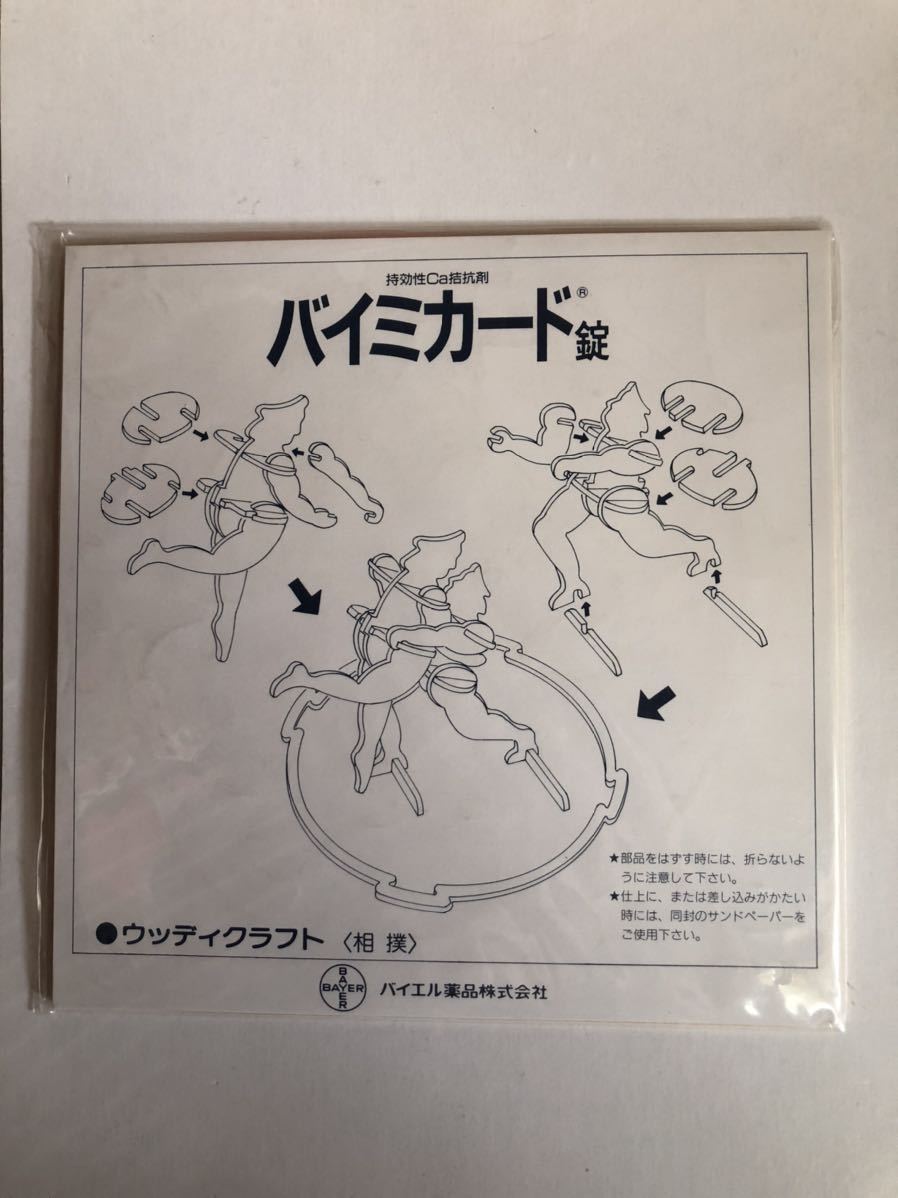 持効性Ca拮抗剤
バイミカード®錠
★部品をはずす時には、折らないよ
うに注意して下さい。
★仕上に、または差し込みがかたい
時には、同封のサンドペーパーを
ご使用下さい。
●ウッディクラフト〈相 撲〉
BAYER
BAYER
バイエル薬品株式会社